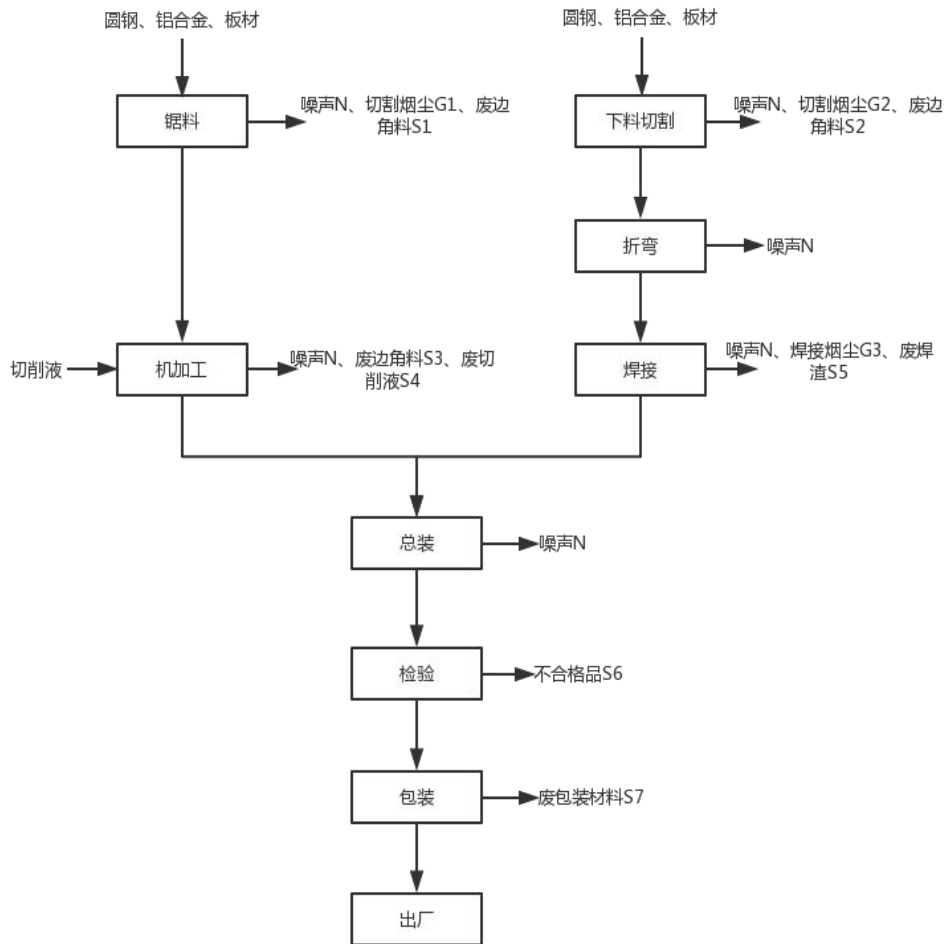 圆钢、铝合金、板材
圆钢、铝合金、板材
锯料
噪声N、切割烟尘G1、废边
角料S1
下料切割
噪声N、切割烟尘G2、废边
角料S2
折弯
噪声N
切削液
机加工
噪声N、废边角料S3、废切
削液S4
焊接
噪声N、焊接烟尘G3、废焊
渣S5
总装
噪声N
检验
不合格品S6
包装
废包装材料S7
出厂